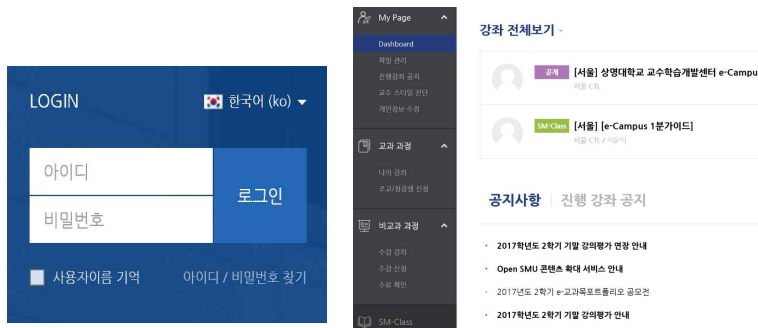 LOGIN
한국어 (ko)
아이디
비밀번호
로그인
사용자이름 기억
아이디 / 비밀번호 찾기
My Page
Dashboard
파일 관리
진행강좌 공지
교수 스타일 진단
개인정보 수정
교과 과정
나의 강좌
조교/청강생 신청
비교과 과정
수강 강좌
수강 신청
수료 확인
SM-Class
강좌 전체보기
공개 [서울] 상명대학교 교수학습개발센터 e-Campu
서울 CTL
SM-Class [서울] [e-Campus 1분가이드]
서울 CTL /
공지사항 진행 강좌 공지
2017학년도 2학기 기말 강의평가 연장 안내
Open SMU 콘텐츠 확대 서비스 안내
2017년도 2학기 e-교과목포트폴리오 공모전
2017학년도 2학기 기말 강의평가 안내